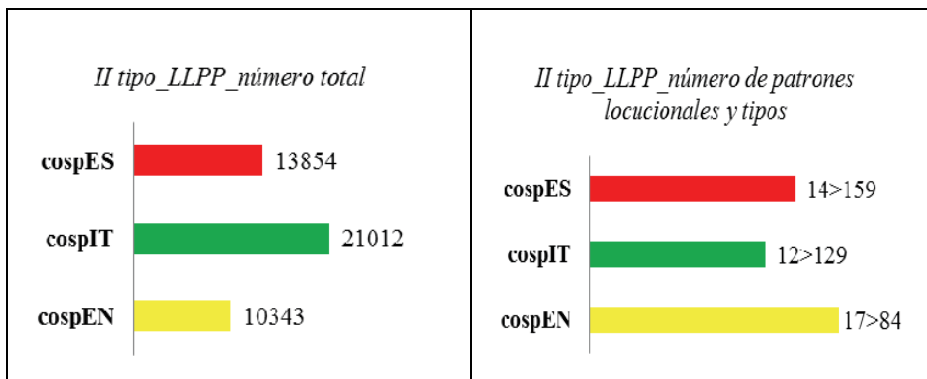 II tipo_LLPP_número total
cospES 13854
cospIT 21012
cospEN 10343
II tipo_LLPP_número de patrones
locucionales y tipos
cospES 14>159
cospIT 12>129
cospEN 17>84